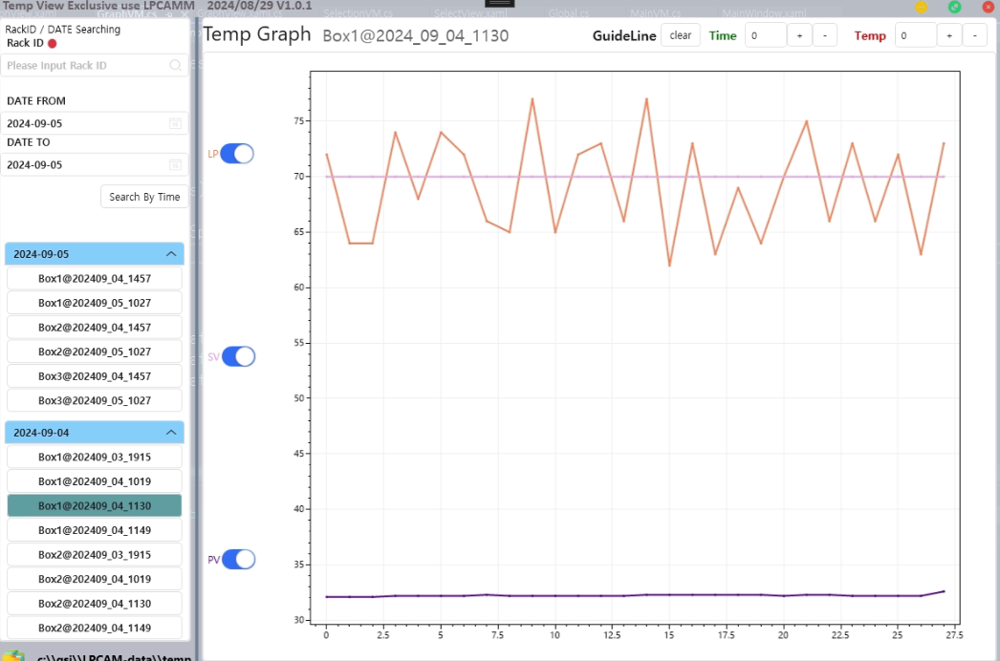 Temp View Exclusive use LPCAMM 2024/08/29 V1.0.1
GraphVM.cs
SelectionVM.cs
SelectView.xaml
Global.cs
MainVM.cs
MainWindow.xaml
RackID / DATE Searching
Rack ID
Please Input Rack ID
DATE FROM
2024-09-05
DATE TO
2024-09-05
Search By Time
2024-09-05
Box1@202409_04_1457
Box1@202409_05_1027
Box2@202409_04_1457
Box2@202409_05_1027
Box3@202409_04_1457
Box3@202409_05_1027
2024-09-04
Box1@202409_03_1915
Box1@202409_04_1019
Box1@202409_04_1130
Box1@202409_04_1149
Box2@202409_03_1915
Box2@202409_04_1019
Box2@202409_04_1130
Box2@202409_04_1149
c:\\qsi\\LPCAM-data\\temp
Temp Graph Box1@2024_09_04_1130
GuideLine clear Time 0 + - Temp 0 + -
LP
SV
PV
75
70
65
60
55
50
45
40
35
30
0 2.5 5 7.5 10 12.5 15 17.5 20 22.5 25 27.5